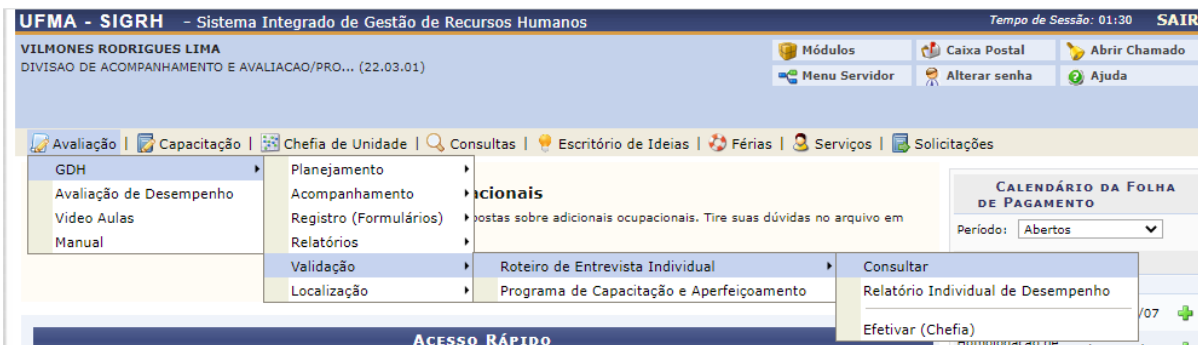 UFMA - SIGRH - Sistema Integrado de Gestão de Recursos Humanos
Tempo de Sessão: 01:30 SAIR
VILMONES RODRIGUES LIMA
DIVISAO DE ACOMPANHAMENTO E AVALIACAO/PRO... (22.03.01)
Módulos
Caixa Postal
Abrir Chamado
Menu Servidor
Alterar senha
Ajuda
Avaliação | Capacitação | Chefia de Unidade | Consultas | Escritório de Ideias | Férias | Serviços | Solicitações
GDH
Avaliação de Desempenho
Video Aulas
Manual
Planejamento
Acompanhamento
Registro (Formulários)
Relatórios
Validação
Localização
Roteiro de Entrevista Individual
Programa de Capacitação e Aperfeiçoamento
Consultar
Relatório Individual de Desempenho
Efetivar (Chefia)
acionais
postas sobre adicionais ocupacionais. Tire suas dúvidas no arquivo em
CALENDÁRIO DA FOLHA
DE PAGAMENTO
Período: Abertos
/07
Homologação de
ACESSO RÁPIDO